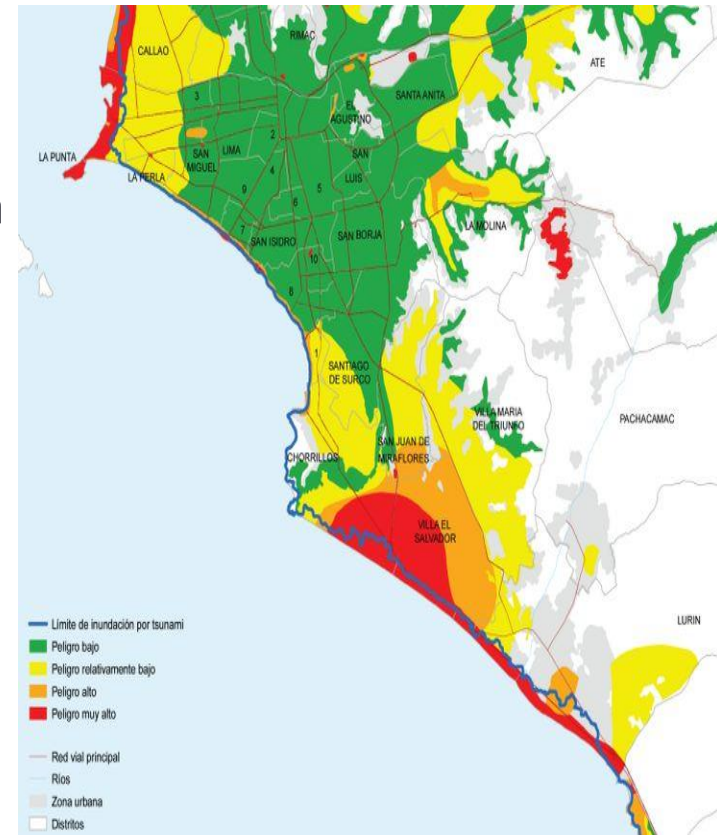 CALLAO
RIMAC
ATE
3
EL
AGUSTINO
SANTA ANITA
2
LA PUNTA
LA PERLA
SAN
MIGUEL
LIMA
4
SAN
LUIS
9
5
6
7
SAN ISIDRO
SAN BORJA
LA MOLINA
10
8
1
SANTIAGO
DE SURCO
VILLA MARIA
DEL TRIUNFO
PACHACAMAC
CHORRILLOS
SAN JUAN DE
MIRAFLORES
VILLA EL
SALVADOR
LURIN
Límite de inundación por tsunami
Peligro bajo
Peligro relativamente bajo
Peligro alto
Peligro muy alto
Red vial principal
Ríos
Zona urbana
Distritos